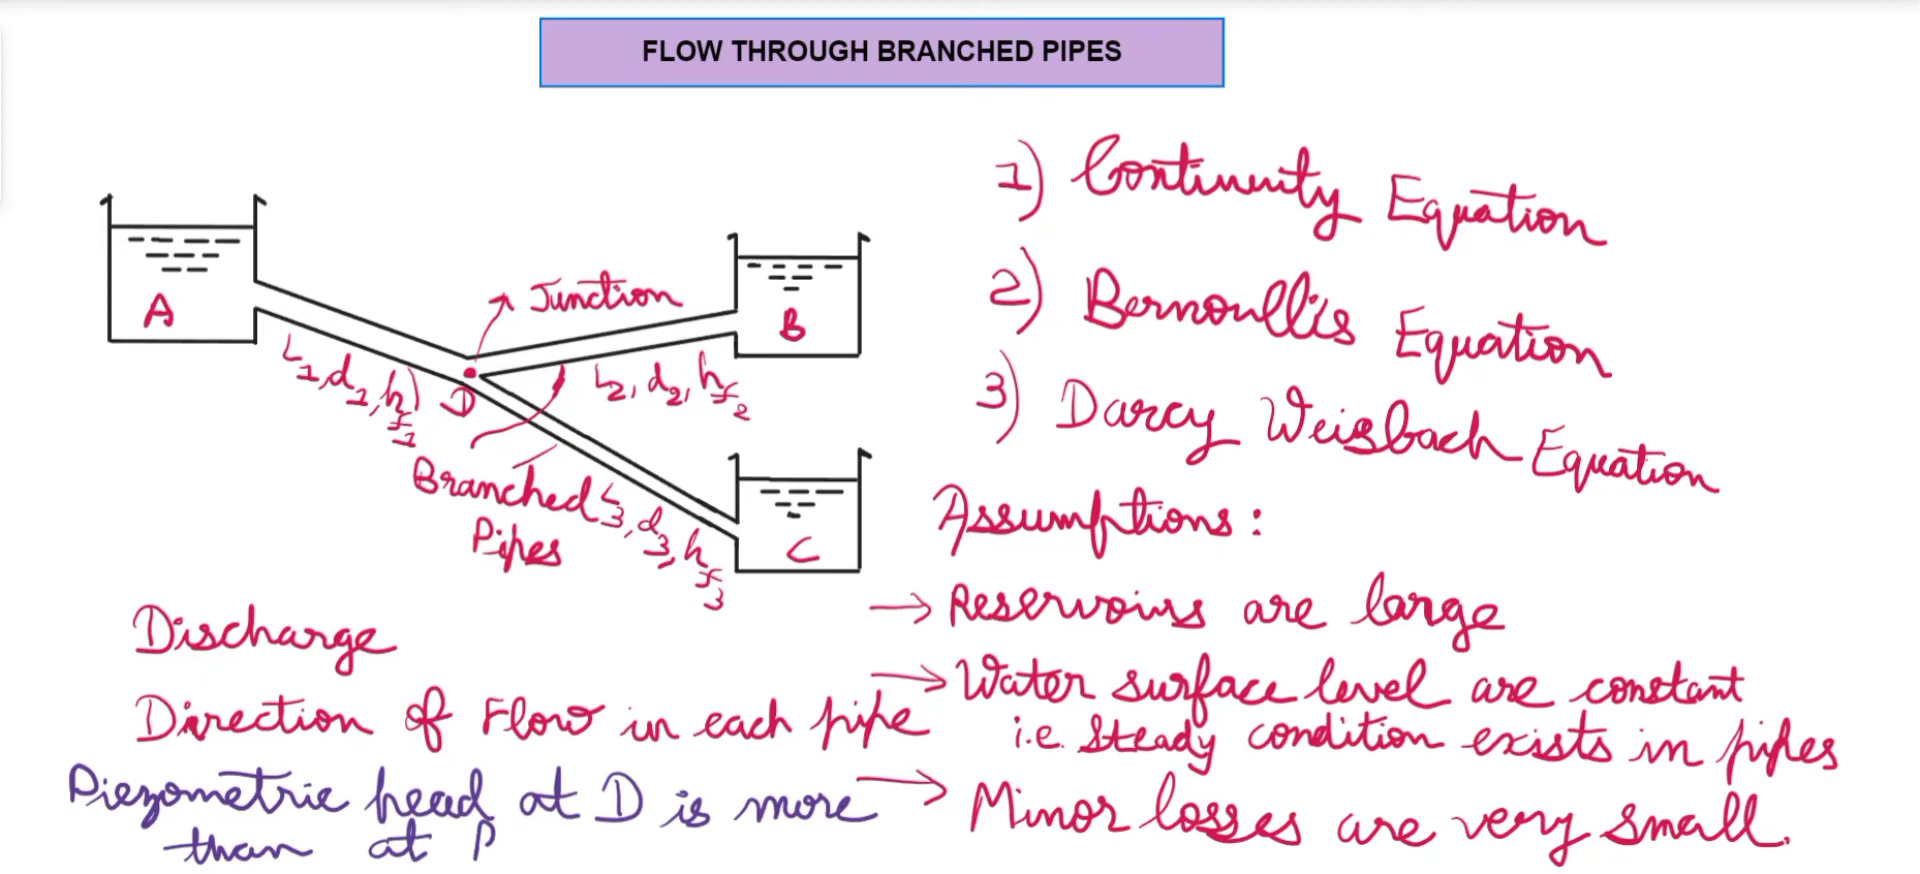 FLOW THROUGH BRANCHED PIPES
1) Continuity Equation
2) Bernoullis Equation
3) Darcy Weisbach Equation
A
Junction
B
L1, d1, hf1
D
L2, d2, hf2
Branched
Pipes
L3, d3, hf3
C
Assumptions:
→ Reservoirs are large
→ Water surface level are constant
i.e. steady condition exists in pipes
→ Minor losses are very small.
Discharge
Direction of Flow in each pipe
Piezometric head at D is more
than at P